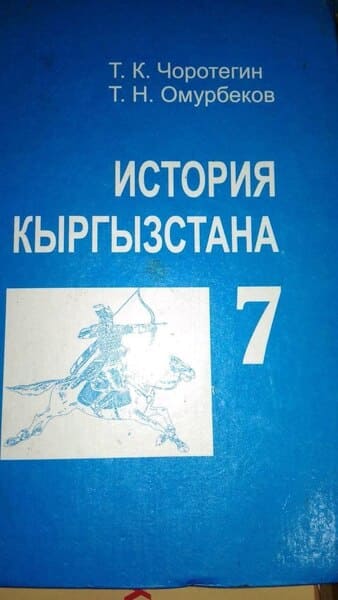 Т. К. Чоротегин
Т. Н. Омурбеков
ИСТОРИЯ
КЫРГЫЗСТАНА
7